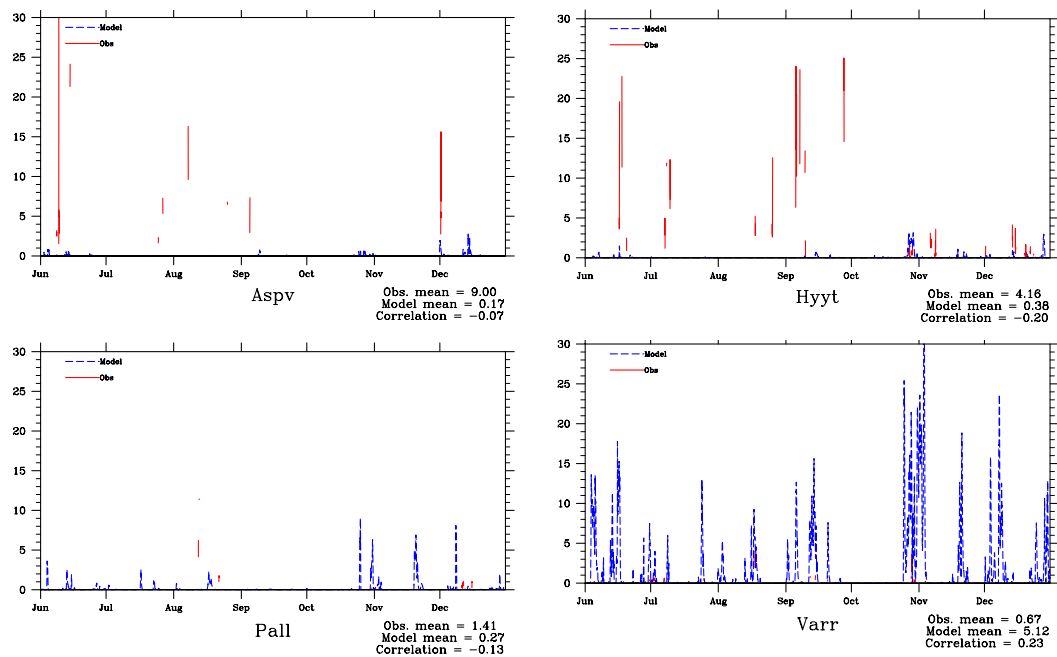 30
25
20
15
10
5
0
Model
Obs
Jun Jul Aug Sep Oct Nov Dec
Aspv
Obs. mean = 9.00
Model mean = 0.17
Correlation = −0.07
30
25
20
15
10
5
0
Model
Obs
Jun Jul Aug Sep Oct Nov Dec
Hyyt
Obs. mean = 4.16
Model mean = 0.38
Correlation = −0.20
30
25
20
15
10
5
0
Model
Obs
Jun Jul Aug Sep Oct Nov Dec
Pall
Obs. mean = 1.41
Model mean = 0.27
Correlation = −0.13
30
25
20
15
10
5
0
Model
Obs
Jun Jul Aug Sep Oct Nov Dec
Varr
Obs. mean = 0.67
Model mean = 5.12
Correlation = 0.23